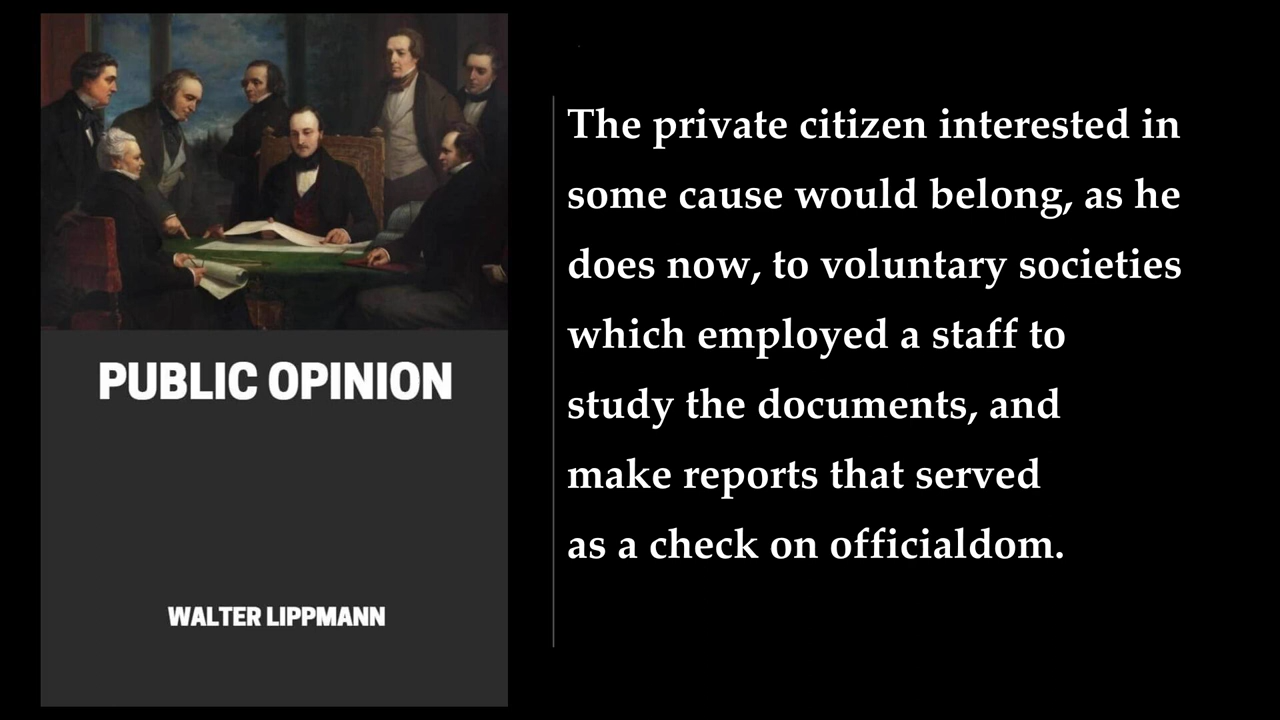 PUBLIC OPINION
WALTER LIPPMANN
The private citizen interested in
some cause would belong, as he
does now, to voluntary societies
which employed a staff to
study the documents, and
make reports that served
as a check on officialdom.